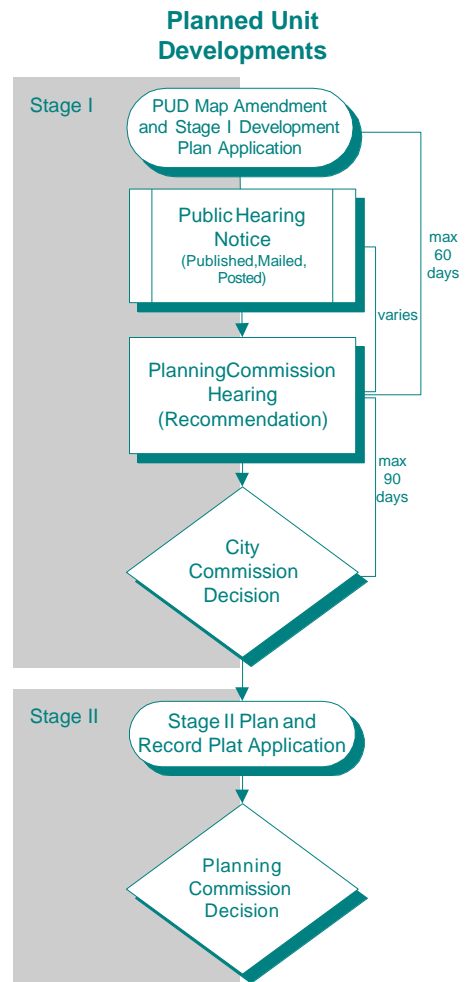 Planned Unit
Developments
Stage I
PUD Map Amendment
and Stage I Development
Plan Application
Public Hearing
Notice
(Published,Mailed,
Posted)
max
60
days
varies
PlanningCommission
Hearing
(Recommendation)
max
90
days
City
Commission
Decision
Stage II
Stage II Plan and
Record Plat Application
Planning
Commission
Decision